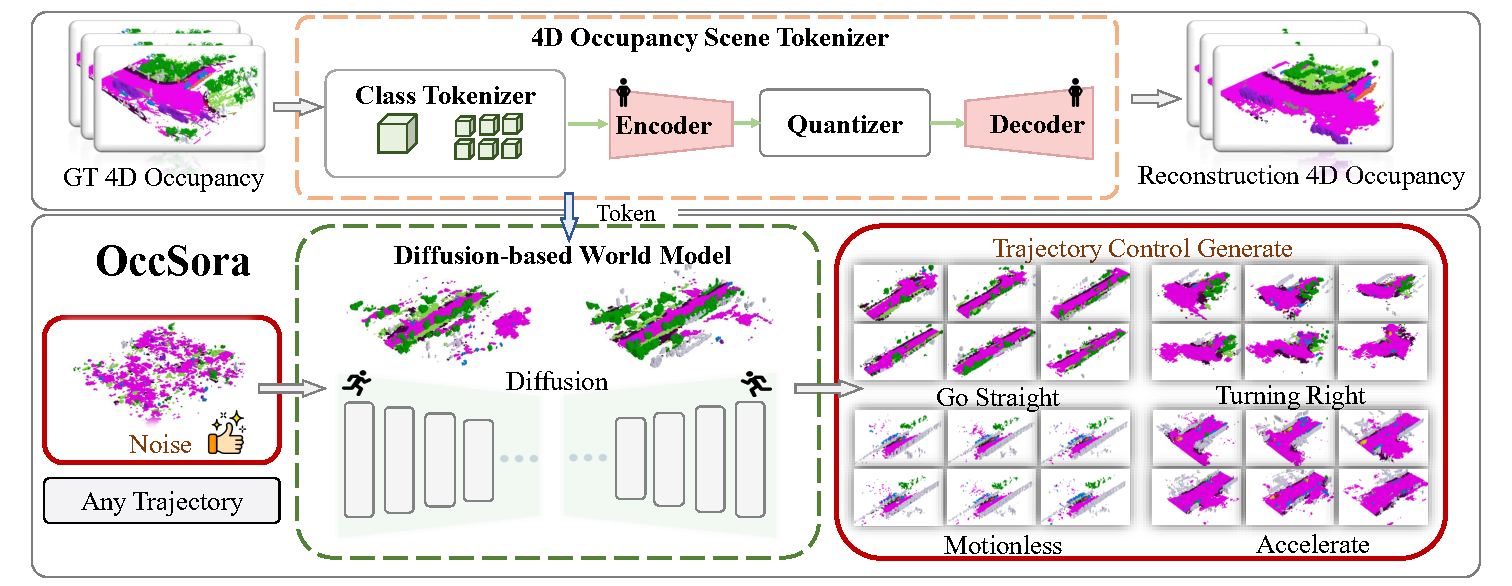 4D Occupancy Scene Tokenizer
Class Tokenizer
Encoder
Quantizer
Decoder
GT 4D Occupancy
Reconstruction 4D Occupancy
Token
OccSora
Diffusion-based World Model
Trajectory Control Generate
Noise
Any Trajectory
Diffusion
Go Straight
Turning Right
Motionless
Accelerate